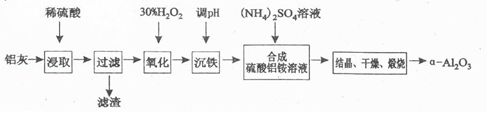 稀硫酸 30%H₂O₂ 调pH (NH4)2SO4溶液
铝灰 浸取 过滤 氧化 沉铁 合成 硫酸铝铵溶液 结晶、干燥、煅烧 α-Al₂O₃
滤渣